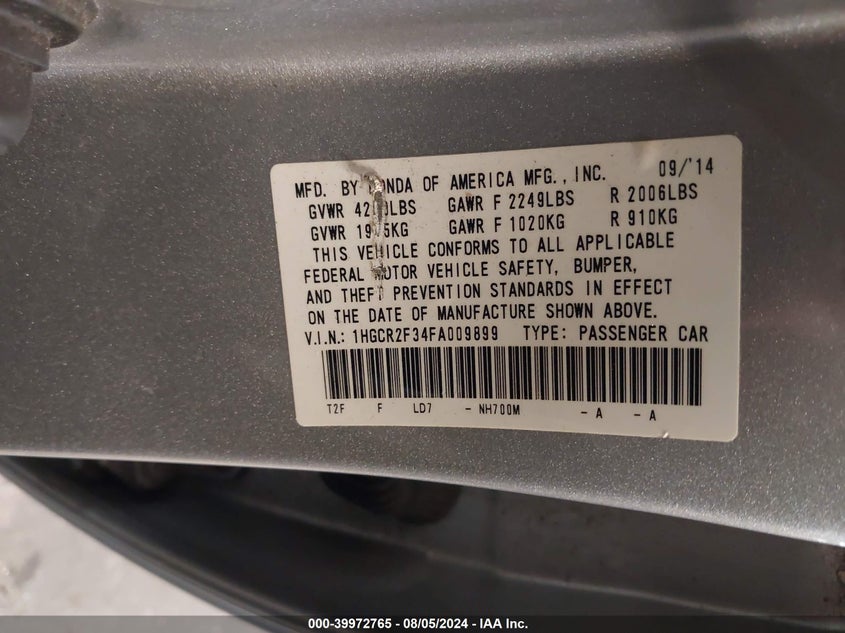 09/'14
MFD. BY OF AMERICA MFG., INC.
GAWR F 2249LBS R 2006LBS
GVWR GAWR F 1020KG R 910KG
THIS VEHICLE CONFORMS TO ALL APPLICABLE
FEDERAL MOTOR VEHICLE SAFETY, BUMPER,
AND THEFT PREVENTION STANDARDS IN EFFECT
ON THE DATE OF MANUFACTURE SHOWN ABOVE.
V.I.N.: 1HGCR2F34FA009899 TYPE: PASSENGER CAR
T2F F LD7 - NH700M - A - A
000-39972765 - 08/05/2024 - IAA Inc.